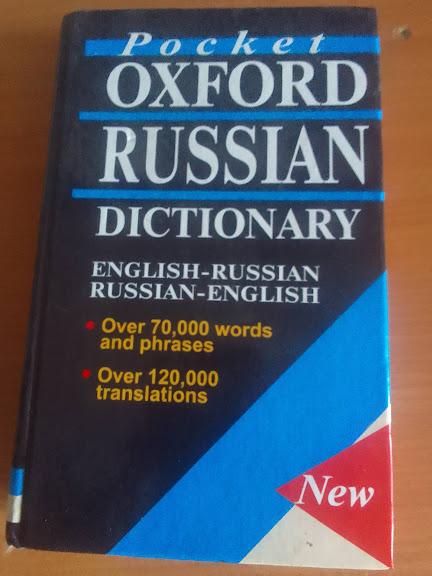 Pocket
OXFORD
RUSSIAN
DICTIONARY
ENGLISH-RUSSIAN
RUSSIAN-ENGLISH
• Over 70,000 words
and phrases
• Over 120,000
translations
New